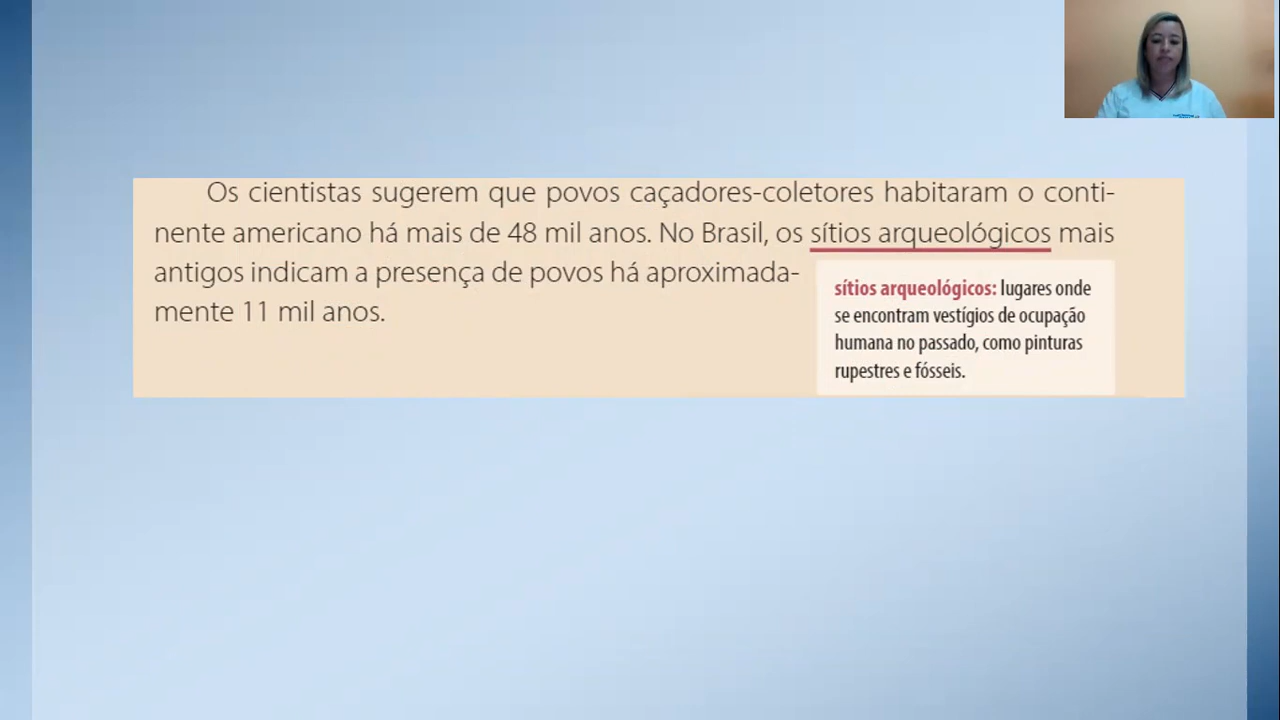 Os cientistas sugerem que povos caçadores-coletores habitaram o conti-
nente americano há mais de 48 mil anos. No Brasil, os sítios arqueológicos mais
antigos indicam a presença de povos há aproximada-
mente 11 mil anos.
sítios arqueológicos: lugares onde
se encontram vestígios de ocupação
humana no passado, como pinturas
rupestres e fósseis.